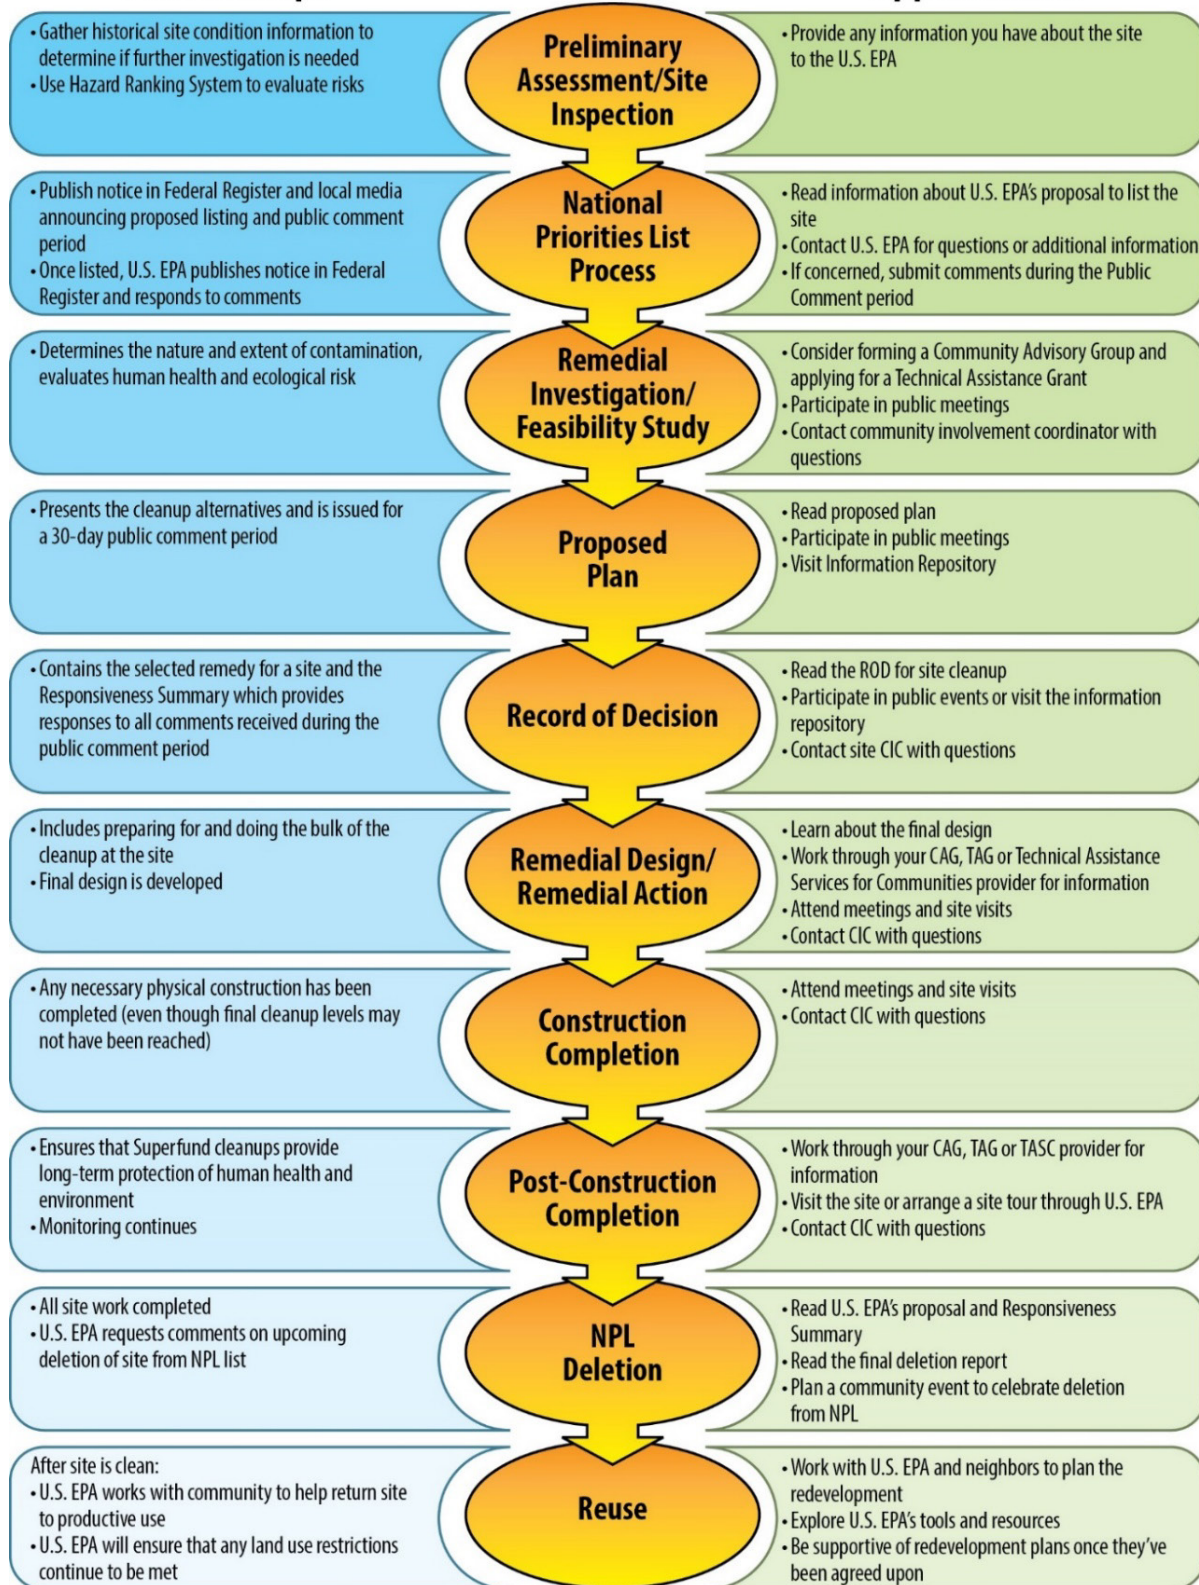 • Gather historical site condition information to
determine if further investigation is needed
• Use Hazard Ranking System to evaluate risks
Preliminary
Assessment/Site
Inspection
• Provide any information you have about the site
to the U.S. EPA
• Publish notice in Federal Register and local media
announcing proposed listing and public comment
period
• Once listed, U.S. EPA publishes notice in Federal
Register and responds to comments
National
Priorities List
Process
• Read information about U.S. EPA's proposal to list the
site
• Contact U.S. EPA for questions or additional information
• If concerned, submit comments during the Public
Comment period
• Determines the nature and extent of contamination,
evaluates human health and ecological risk
Remedial
Investigation/
Feasibility Study
• Consider forming a Community Advisory Group and
applying for a Technical Assistance Grant
• Participate in public meetings
• Contact community involvement coordinator with
questions
• Presents the cleanup alternatives and is issued for
a 30-day public comment period
Proposed
Plan
• Read proposed plan
• Participate in public meetings
• Visit Information Repository
• Contains the selected remedy for a site and the
Responsiveness Summary which provides
responses to all comments received during the
public comment period
Record of Decision
• Read the ROD for site cleanup
• Participate in public events or visit the information
repository
• Contact site CIC with questions
• Includes preparing for and doing the bulk of the
cleanup at the site
• Final design is developed
Remedial Design/
Remedial Action
• Learn about the final design
• Work through your CAG, TAG or Technical Assistance
Services for Communities provider for information
• Attend meetings and site visits
• Contact CIC with questions
• Any necessary physical construction has been
completed (even though final cleanup levels may
not have been reached)
Construction
Completion
• Attend meetings and site visits
• Contact CIC with questions
• Ensures that Superfund cleanups provide
long-term protection of human health and
environment
• Monitoring continues
Post-Construction
Completion
• Work through your CAG, TAG or TASC provider for
information
• Visit the site or arrange a site tour through U.S. EPA
• Contact CIC with questions
• All site work completed
• U.S. EPA requests comments on upcoming
deletion of site from NPL list
NPL
Deletion
• Read U.S. EPA's proposal and Responsiveness
Summary
• Read the final deletion report
• Plan a community event to celebrate deletion
from NPL
After site is clean:
• U.S. EPA works with community to help return site
to productive use
• U.S. EPA will ensure that any land use restrictions
continue to be met
Reuse
• Work with U.S. EPA and neighbors to plan the
redevelopment
• Explore U.S. EPA's tools and resources
• Be supportive of redevelopment plans once they've
been agreed upon